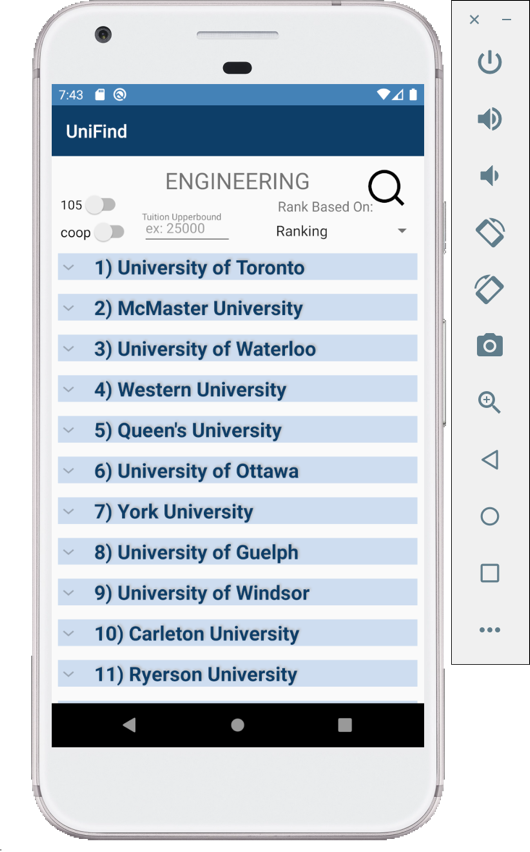 7:43
UniFind
ENGINEERING
105
Tuition Upperbound
Rank Based On:
coop
ex: 25000
Ranking
1) University of Toronto
2) McMaster University
3) University of Waterloo
4) Western University
5) Queen's University
6) University of Ottawa
7) York University
8) University of Guelph
9) University of Windsor
10) Carleton University
11) Ryerson University